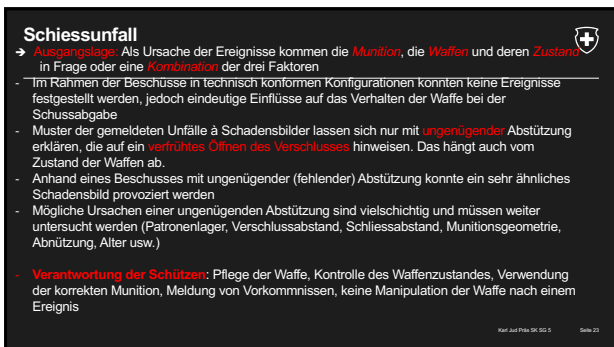 Schiessunfall
➔ Ausgangslage: Als Ursache der Ereignisse kommen die Munition, die Waffen und deren Zustand
in Frage oder eine Kombination der drei Faktoren
- Im Rahmen der Beschüsse in technisch konformen Konfigurationen konnten keine Ereignisse
festgestellt werden, jedoch eindeutige Einflüsse auf das Verhalten der Waffe bei der
Schussabgabe
- Muster der gemeldeten Unfälle à Schadensbilder lassen sich nur mit ungenügender Abstützung
erklären, die auf ein verfrühtes Öffnen des Verschlusses hinweisen. Das hängt auch vom
Zustand der Waffen ab.
- Anhand eines Beschusses mit ungenügender (fehlender) Abstützung konnte ein sehr ähnliches
Schadensbild provoziert werden
- Mögliche Ursachen einer ungenügenden Abstützung sind vielschichtig und müssen weiter
untersucht werden (Patronenlager, Verschlussabstand, Schliessabstand, Munitionsgeometrie,
Abnützung, Alter usw.)
- Verantwortung der Schützen: Pflege der Waffe, Kontrolle des Waffenzustandes, Verwendung
der korrekten Munition, Meldung von Vorkommnissen, keine Manipulation der Waffe nach einem
Ereignis
Karl Jud Präs SK SG 5 Seite 23